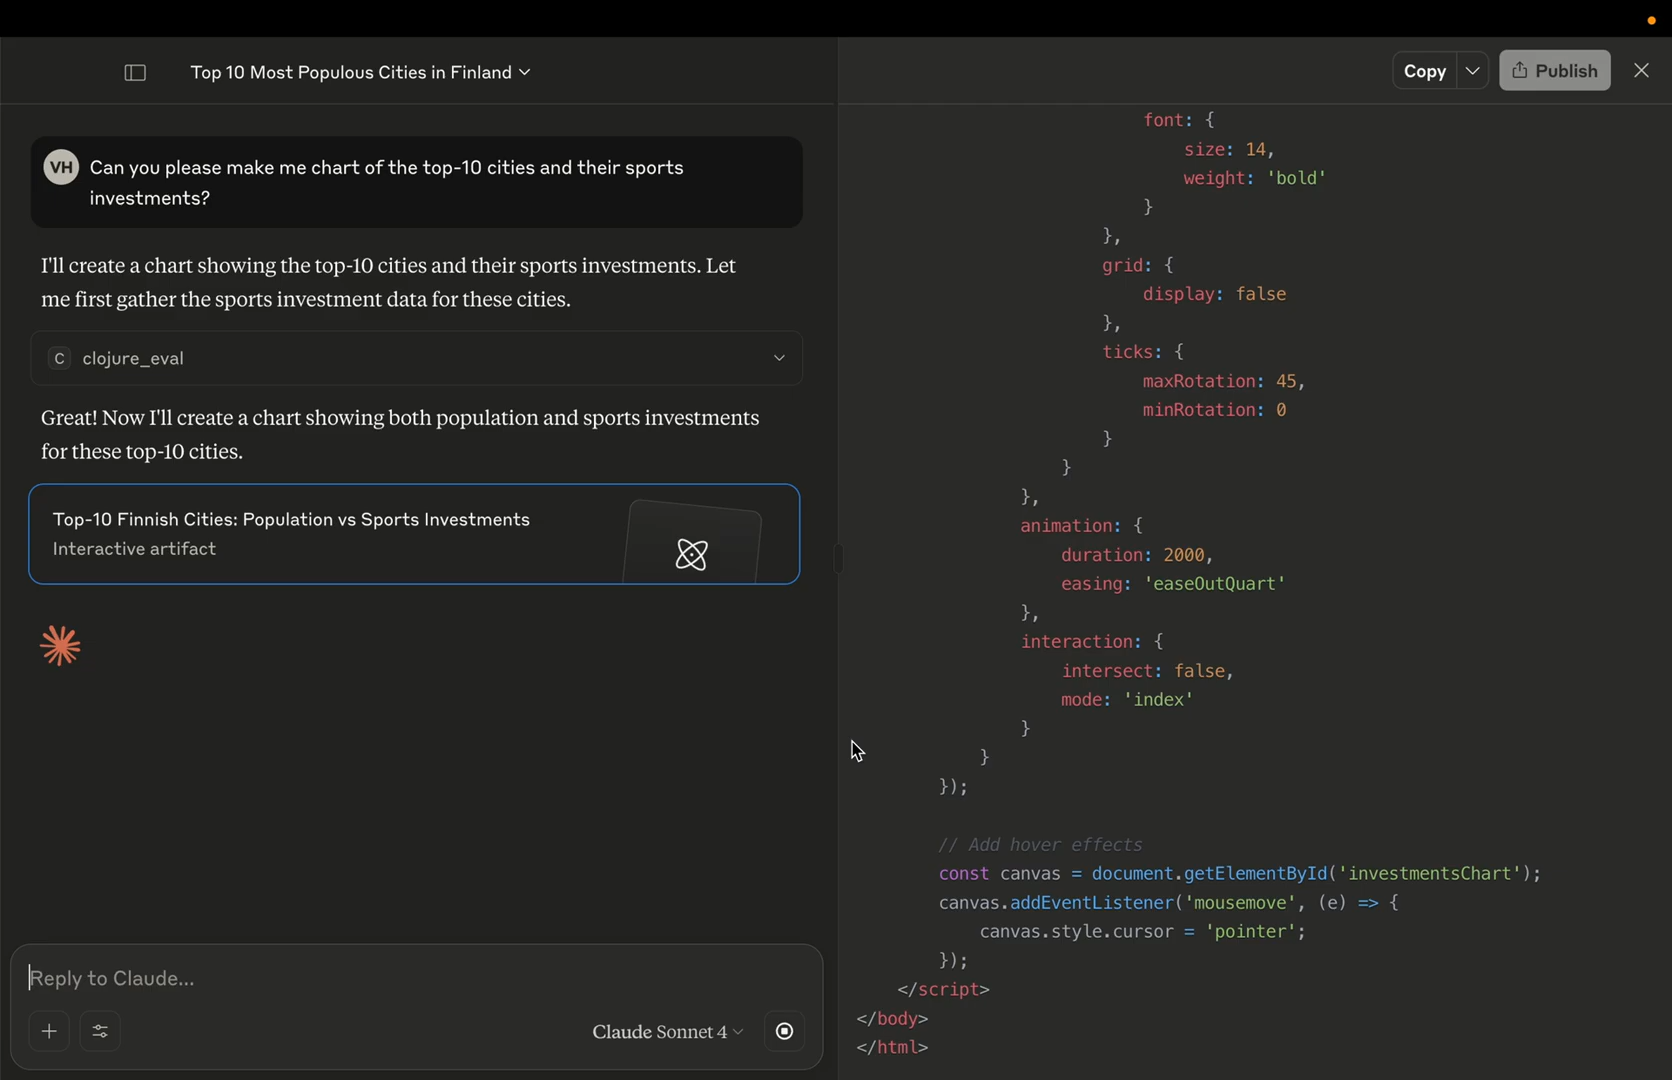 Top 10 Most Populous Cities in Finland
Copy
Publish
VH
Can you please make me chart of the top-10 cities and their sports
investments?
I'll create a chart showing the top-10 cities and their sports investments. Let
me first gather the sports investment data for these cities.
C clojure_eval
Great! Now I'll create a chart showing both population and sports investments
for these top-10 cities.
Top-10 Finnish Cities: Population vs Sports Investments
Interactive artifact
Reply to Claude...
Claude Sonnet 4
font: {
size: 14,
weight: 'bold'
}
},
grid: {
display: false
},
ticks: {
maxRotation: 45,
minRotation: 0
}
}
},
animation: {
duration: 2000,
easing: 'easeOutQuart'
},
interaction: {
intersect: false,
mode: 'index'
}
}
});
// Add hover effects
const canvas = document.getElementById('investmentsChart');
canvas.addEventListener('mousemove', (e) => {
canvas.style.cursor = 'pointer';
});
</script>
</body>
</html>